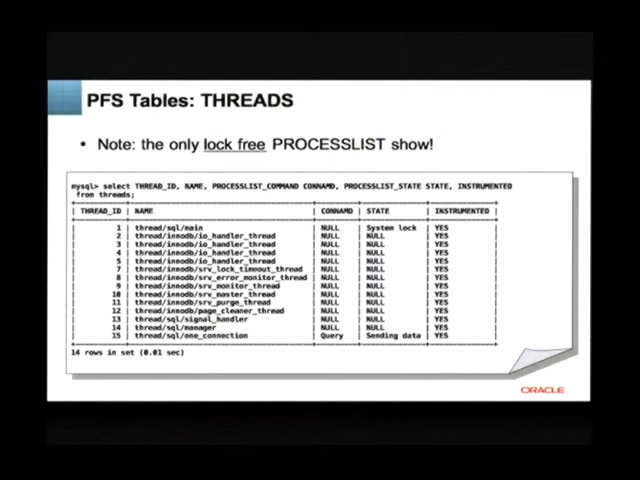 PFS Tables: THREADS
• Note: the only lock free PROCESSLIST show!
mysql> select THREAD_ID, NAME, PROCESSLIST_COMMAND CONNAMD, PROCESSLIST_STATE STATE, INSTRUMENTED
from threads;
| THREAD_ID | NAME | CONNAMD | STATE | INSTRUMENTED
| 1 | thread/sql/main | NULL | System lock | YES
| 2 | thread/innodb/io_handler_thread | NULL | NULL | YES
| 3 | thread/innodb/io_handler_thread | NULL | NULL | YES
| 4 | thread/innodb/io_handler_thread | NULL | NULL | YES
| 5 | thread/innodb/io_handler_thread | NULL | NULL | YES
| 7 | thread/innodb/srv_lock_timeout_thread | NULL | NULL | YES
| 8 | thread/innodb/srv_error_monitor_thread | NULL | NULL | YES
| 9 | thread/innodb/srv_monitor_thread | NULL | NULL | YES
| 10 | thread/innodb/srv_master_thread | NULL | NULL | YES
| 11 | thread/innodb/srv_purge_thread | NULL | NULL | YES
| 12 | thread/innodb/page_cleaner_thread | NULL | NULL | YES
| 13 | thread/sql/signal_handler | NULL | NULL | YES
| 14 | thread/sql/manager | NULL | NULL | YES
| 15 | thread/sql/one_connection | Query | Sending data | YES
14 rows in set (0.01 sec)
ORACLE